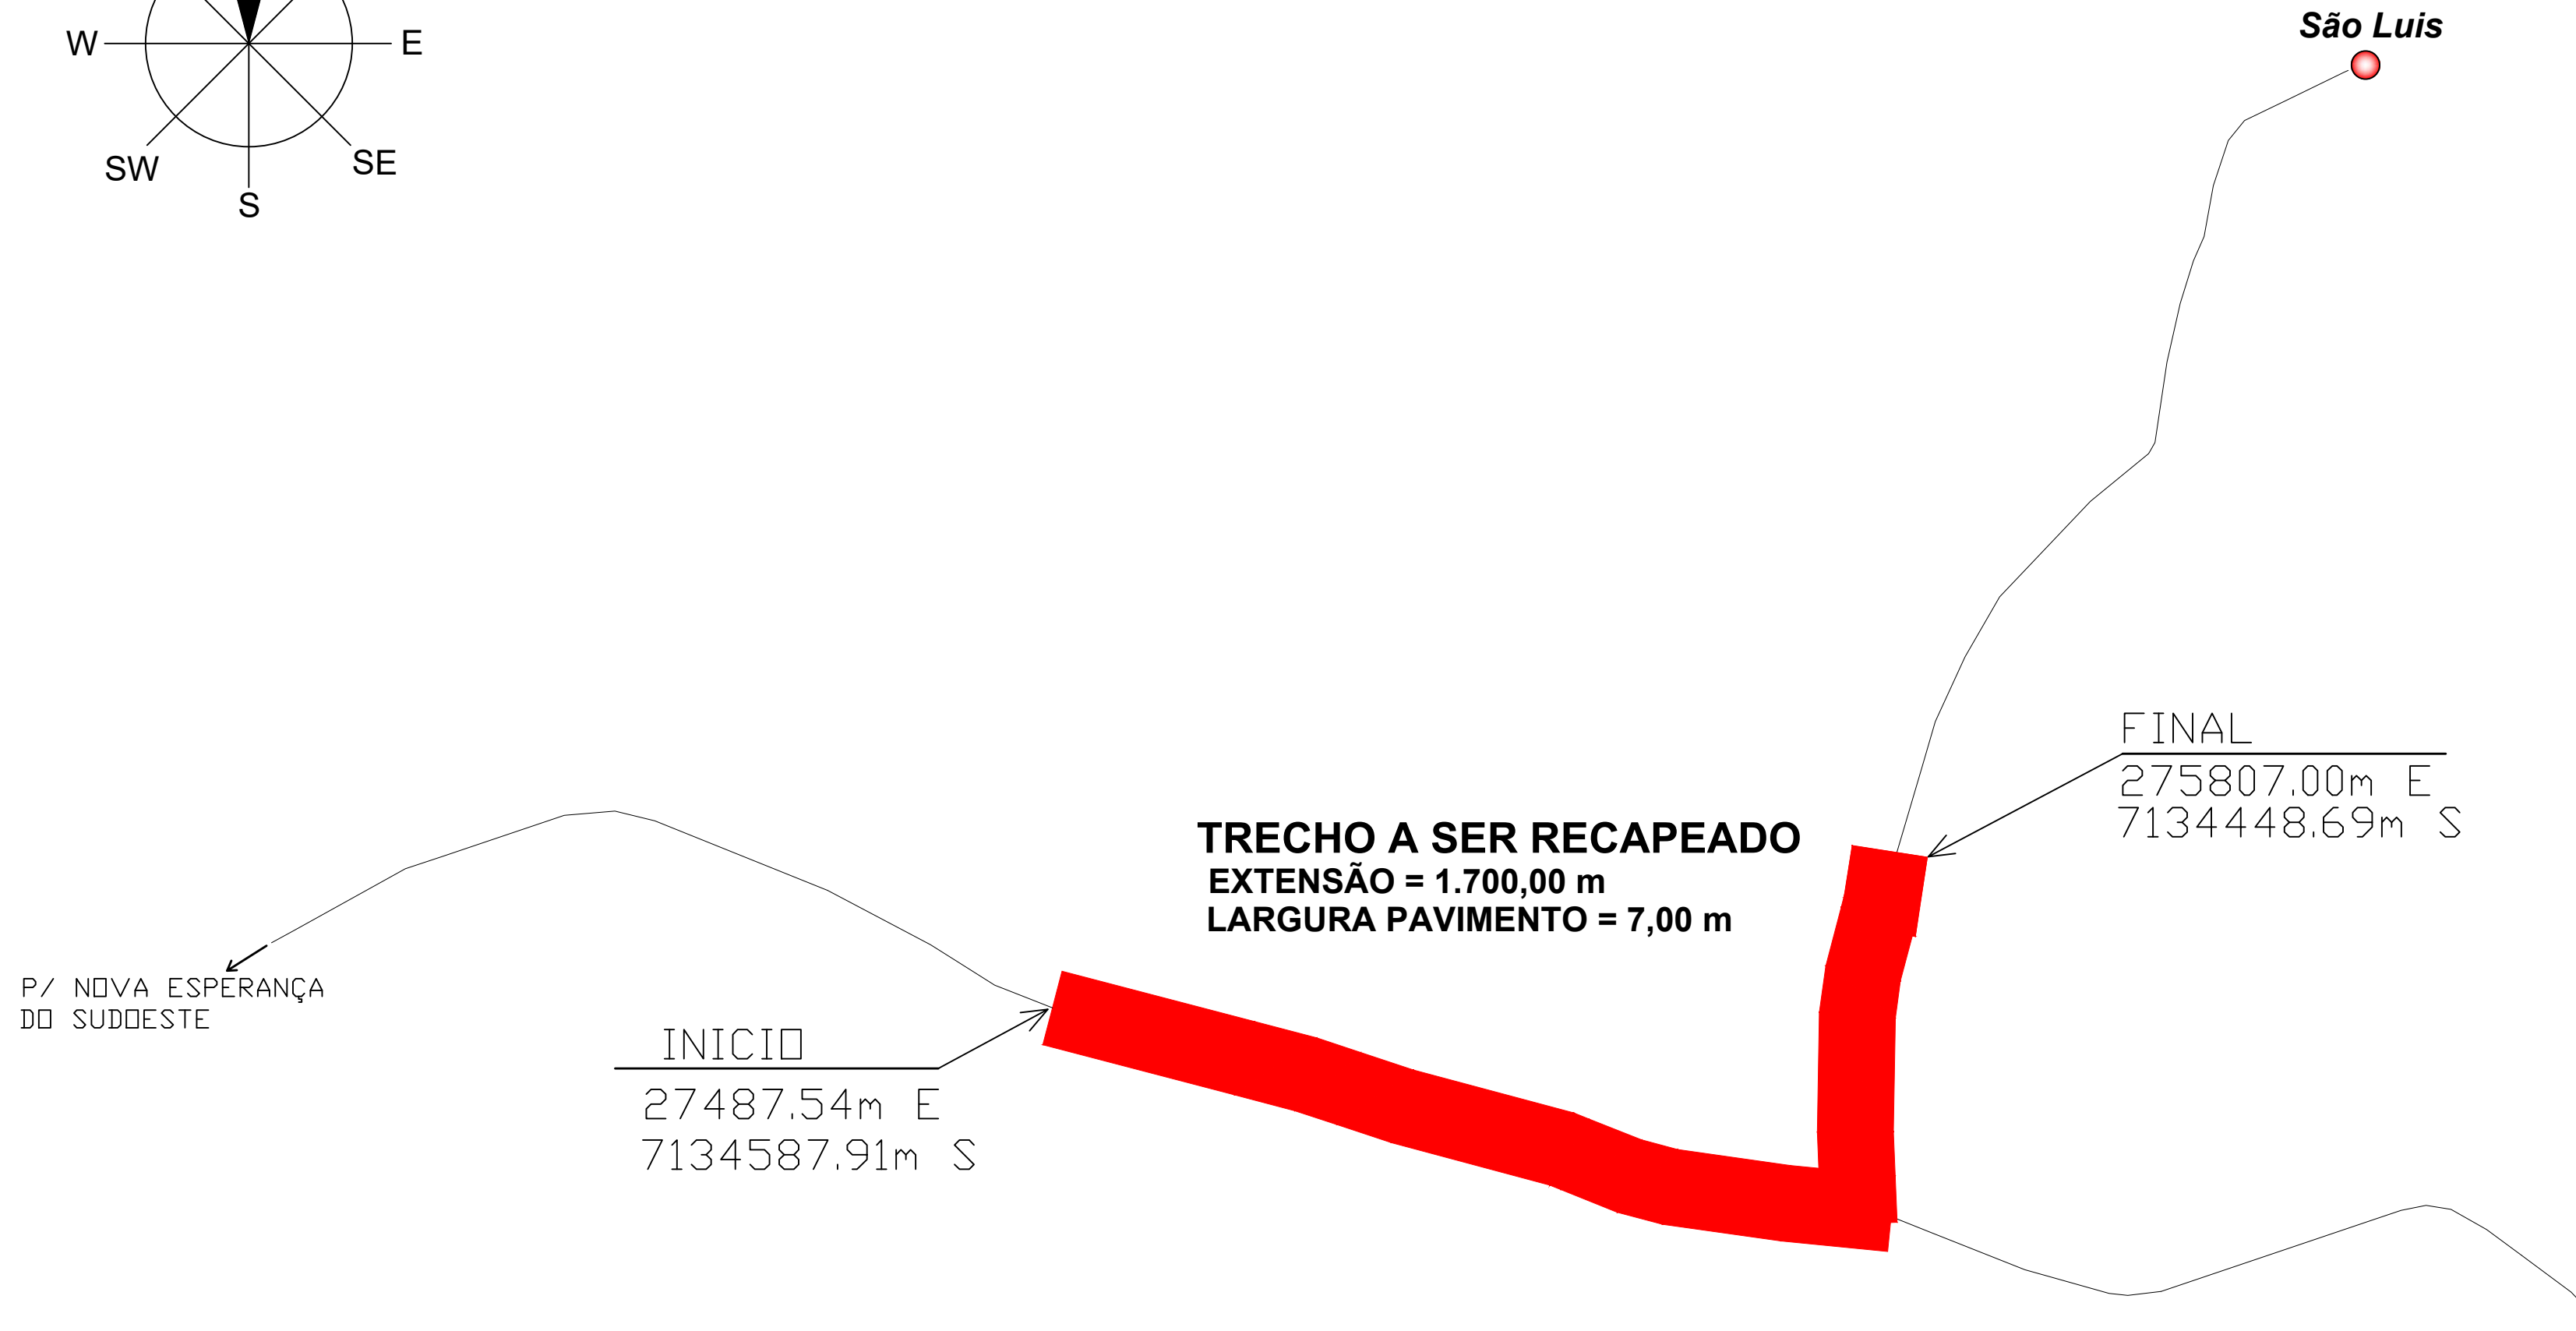 W
E
SW
SE
S
São Luis
FINAL
275807.00m E
7134448.69m S
TRECHO A SER RECAPEADO
EXTENSÃO = 1.700,00 m
LARGURA PAVIMENTO = 7,00 m
P/ NOVA ESPERANÇA
DO SUDOESTE
INICIO
27487.54m E
7134587.91m S